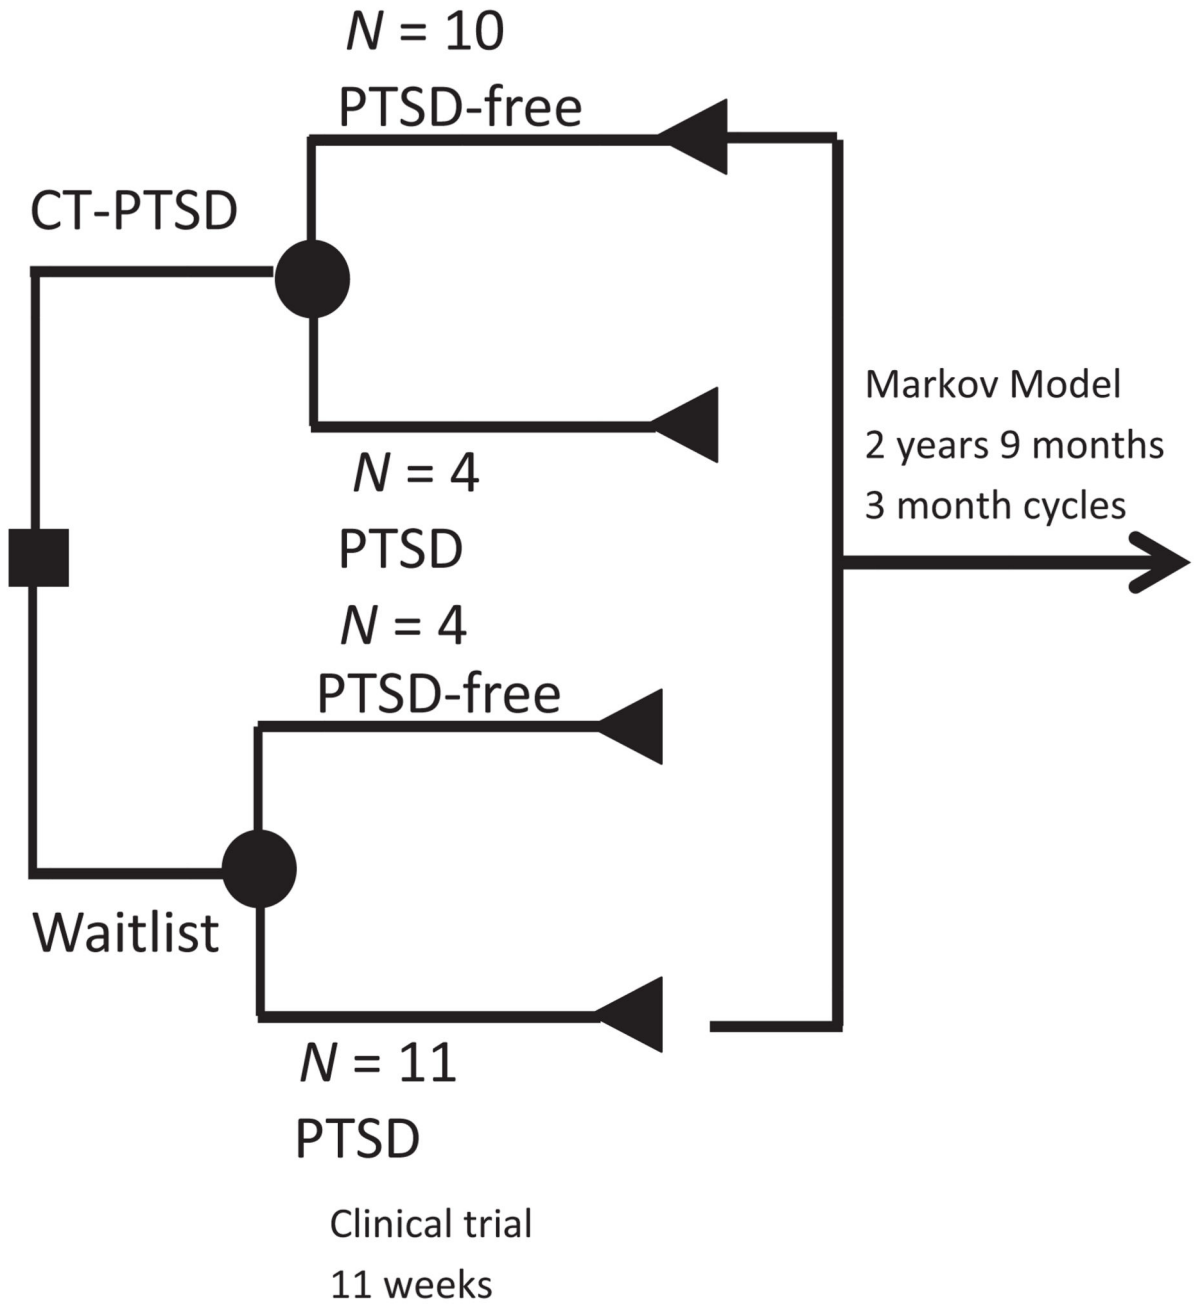 N = 10
PTSD-free
CT-PTSD
Markov Model
2 years 9 months
3 month cycles
N = 4
PTSD
N = 4
PTSD-free
Waitlist
N = 11
PTSD
Clinical trial
11 weeks